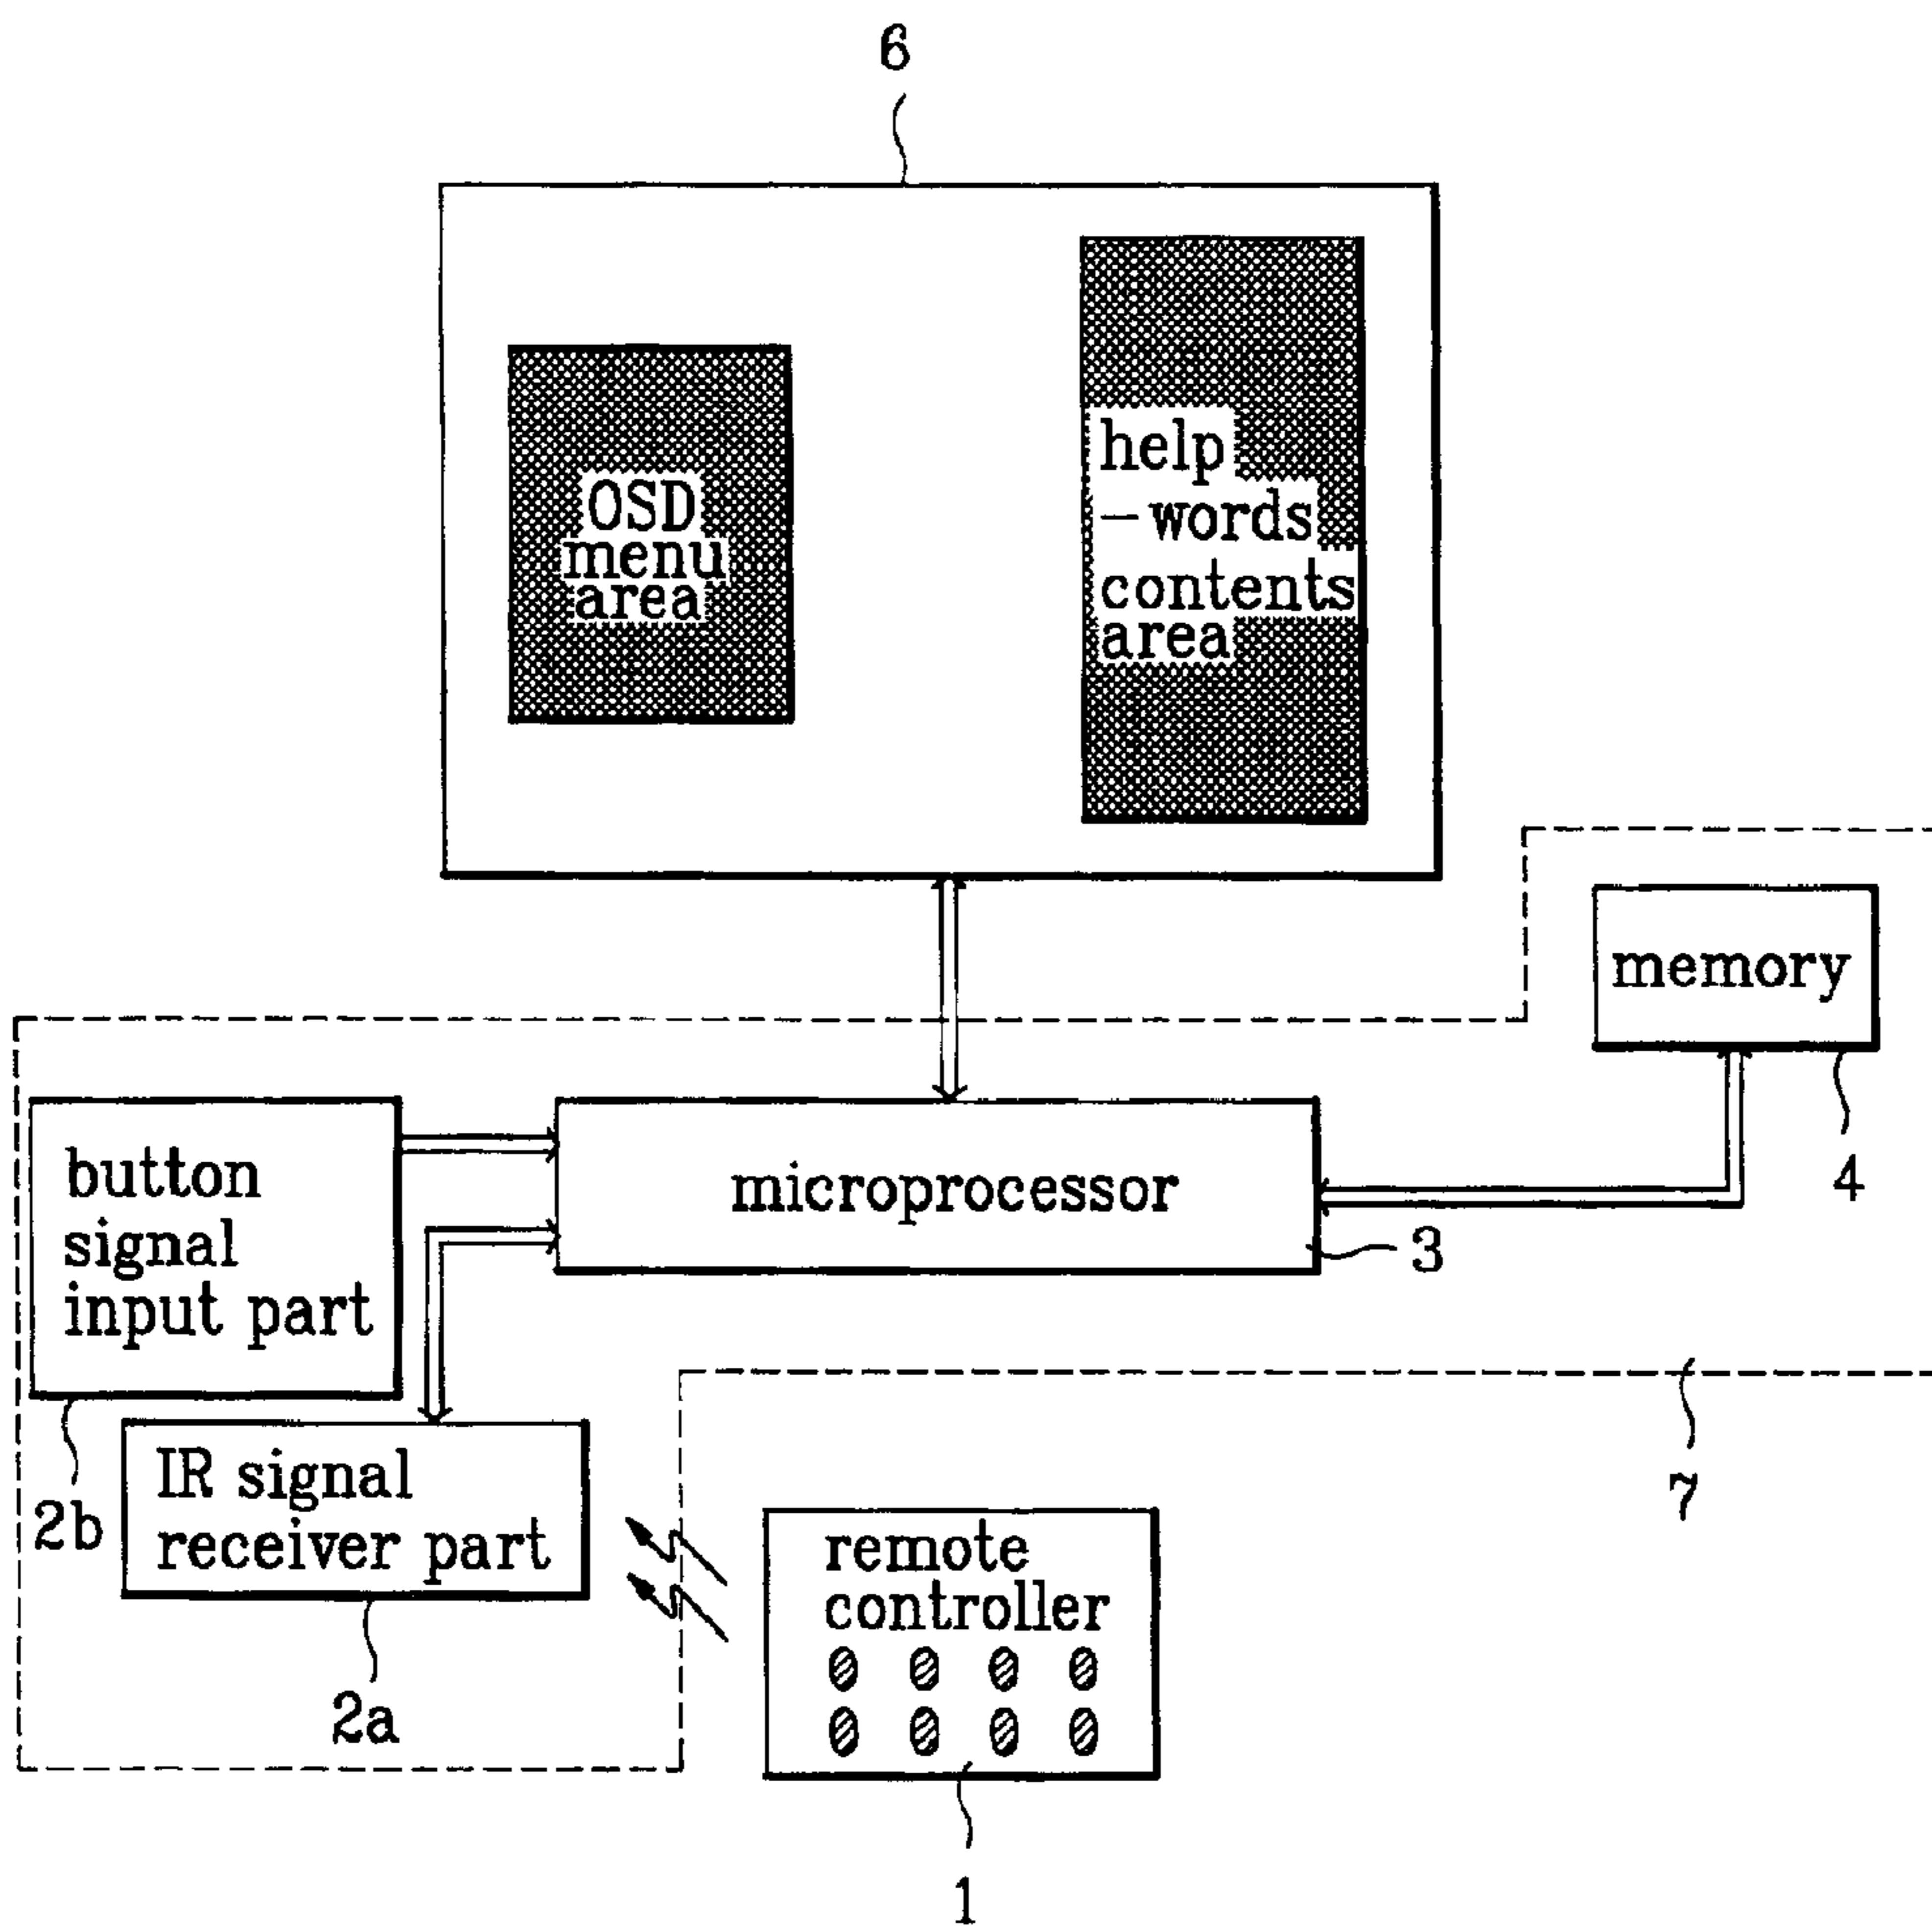 6
OSD
menu
area
help
-words
contents
area
memory
4
button
signal
input part
microprocessor
3
2b
IR signal
receiver part
2a
7
remote
controller
1